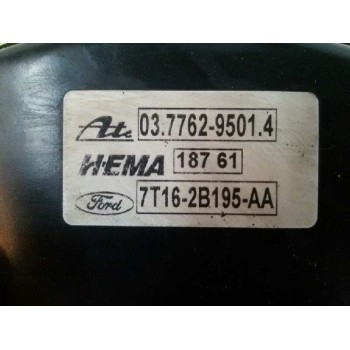 Ate 03.7762-9501.4
HEMA 187 61
Ford 7T16-2B195-AA